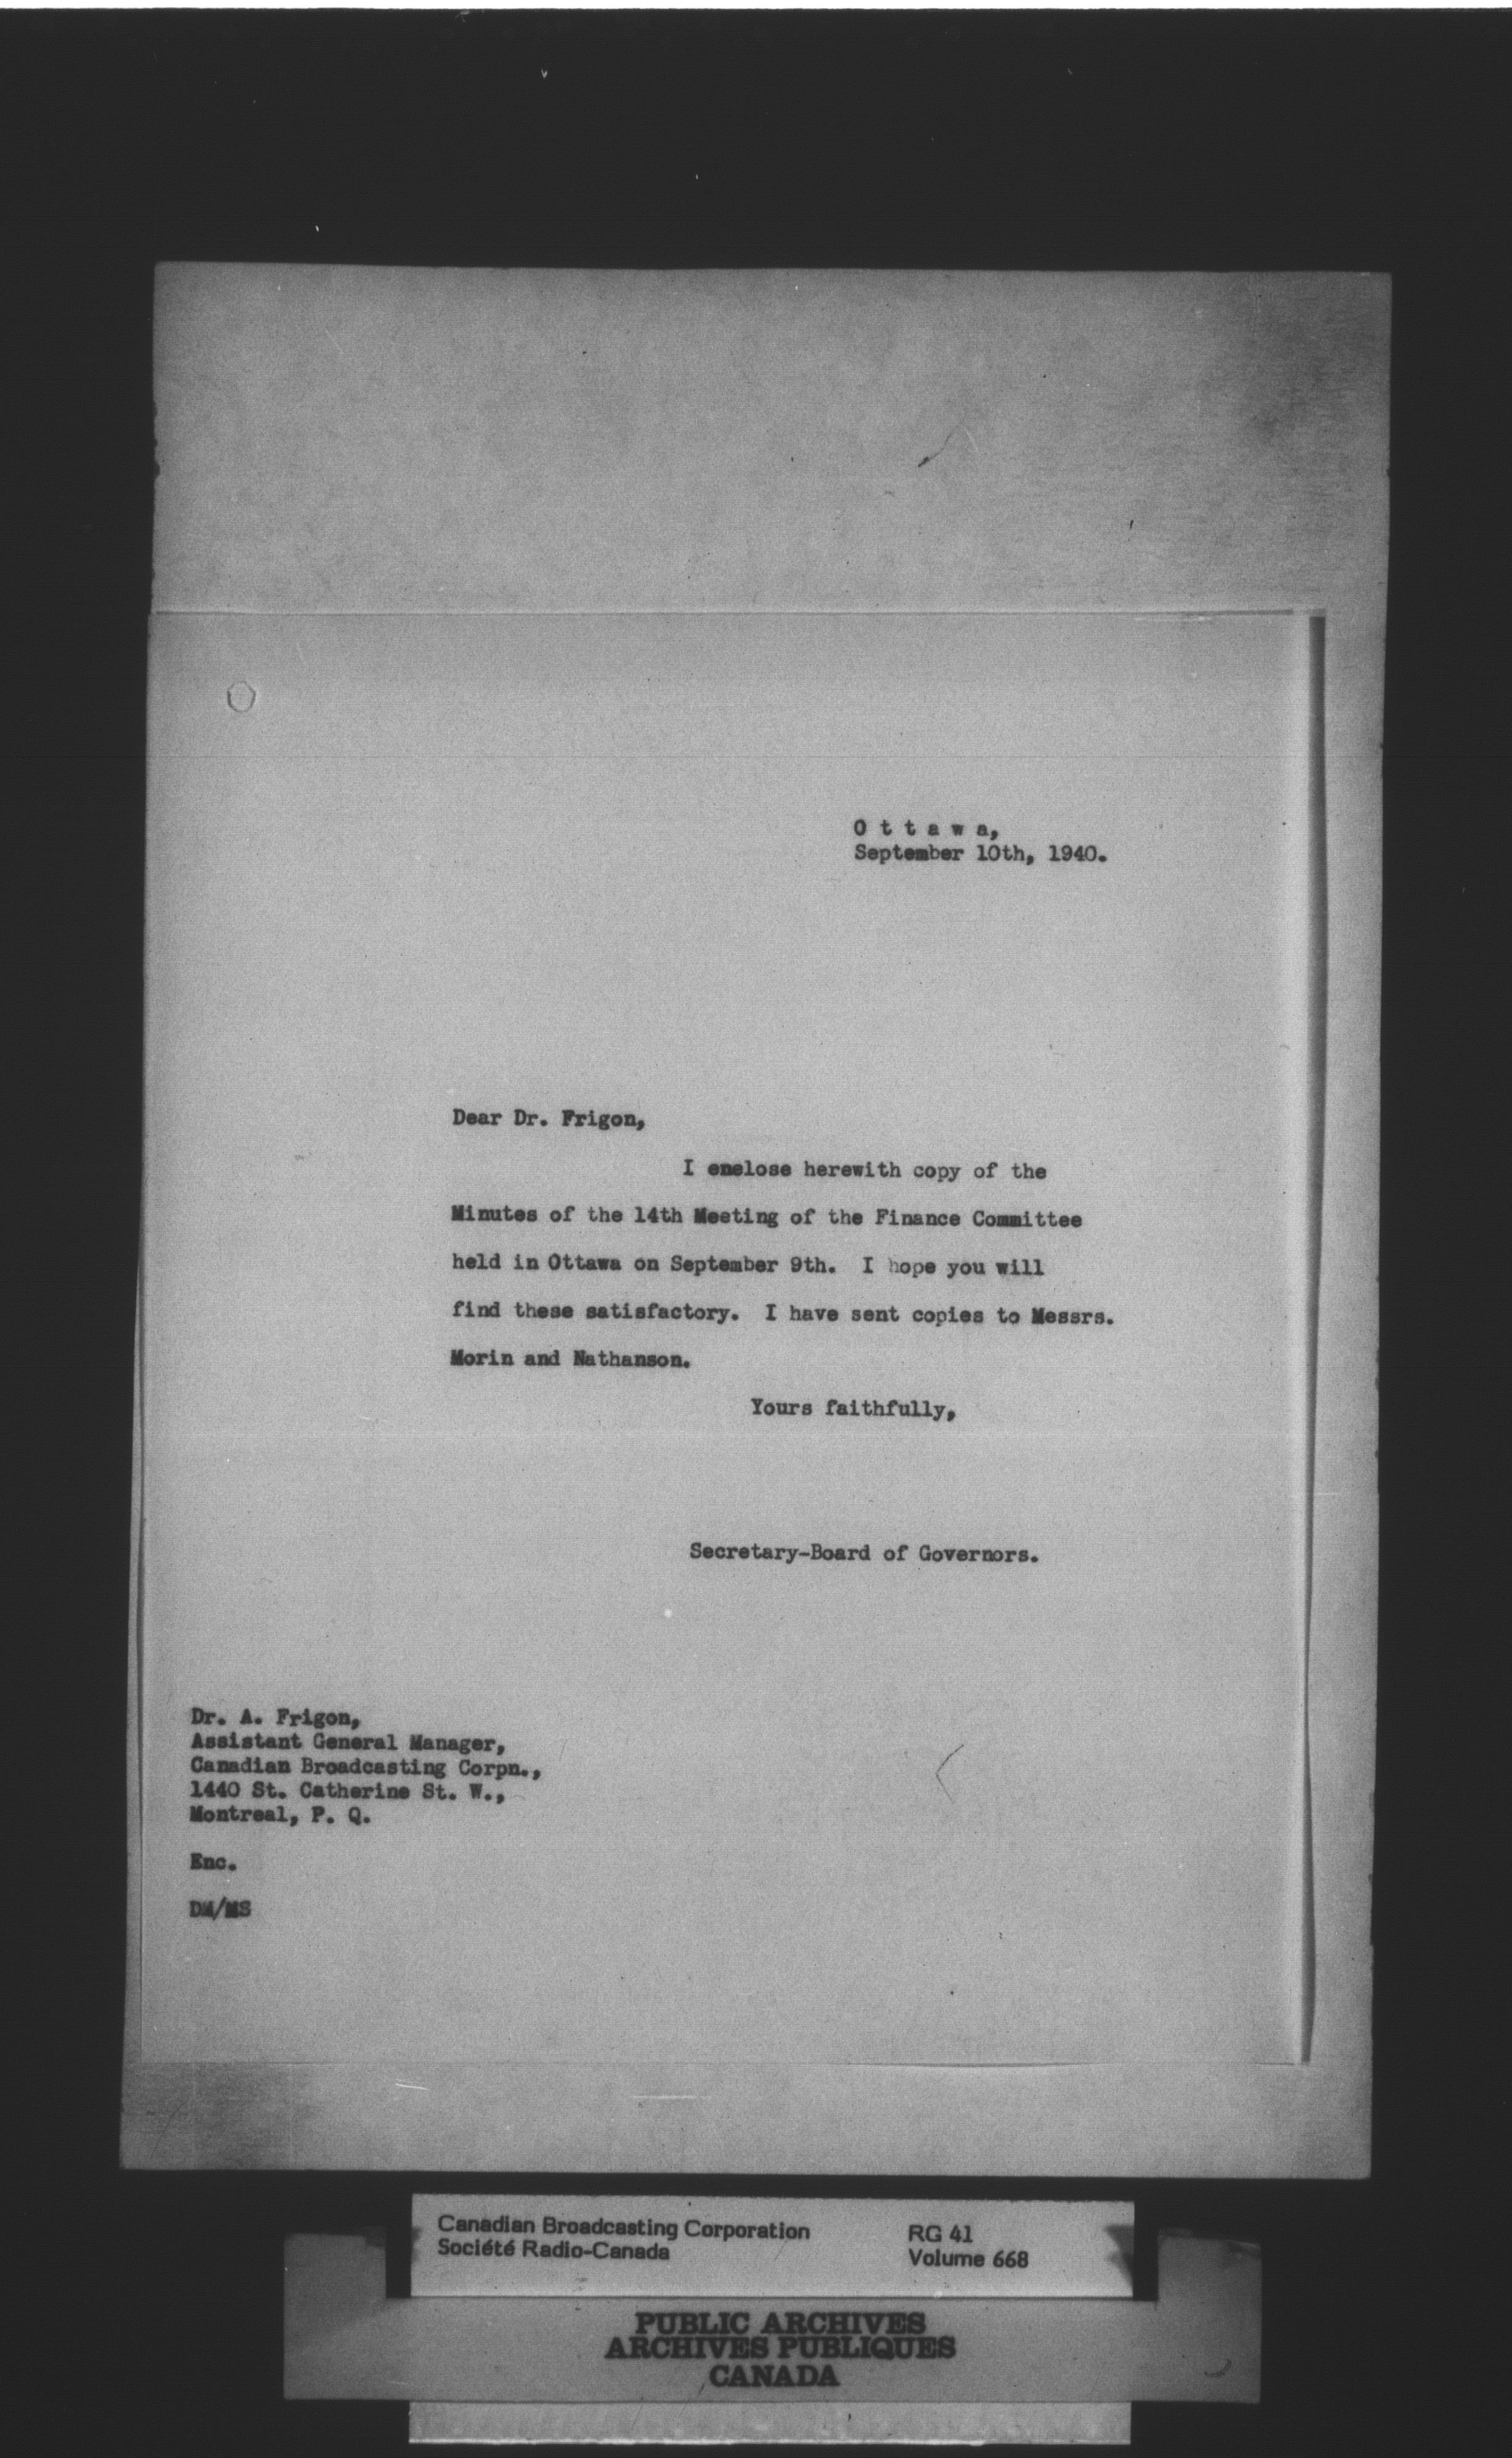 O t t a w a,
September 10th, 1940.
Dear Dr. Frigon,
I enclose herewith copy of the
Minutes of the 14th Meeting of the Finance Committee
held in Ottawa on September 9th. I hope you will
find these satisfactory. I have sent copies to Messrs.
Morin and Nathanson.
Yours faithfully,
Secretary-Board of Governors.
Dr. A. Frigon,
Assistant General Manager,
Canadian Broadcasting Corpn.,
1440 St. Catherine St. W.,
Montreal, P. Q.
Enc.
DM/MS
Canadian Broadcasting Corporation RG 41
Société Radio-Canada Volume 668
PUBLIC ARCHIVES
ARCHIVES PUBLIQUES
CANADA